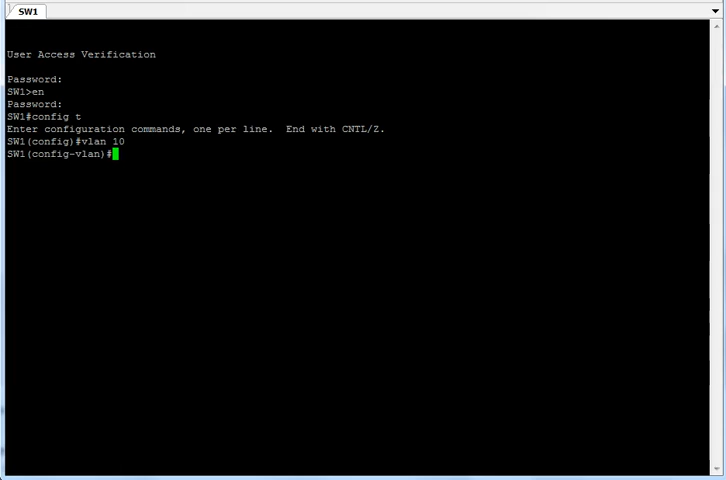 SW1
User Access Verification
Password:
SW1>en
Password:
SW1#config t
Enter configuration commands, one per line.  End with CNTL/Z.
SW1(config)#vlan 10
SW1(config-vlan)#